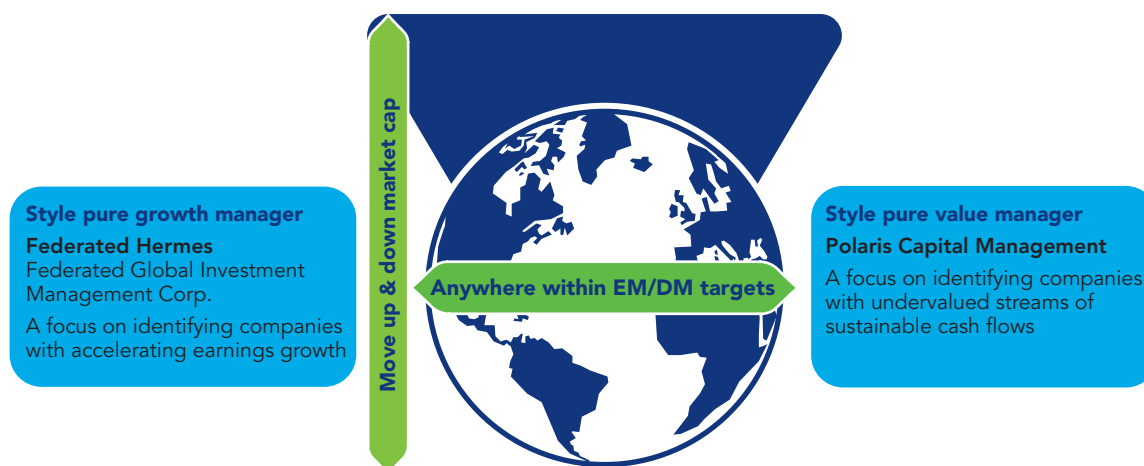 Style pure growth manager
Federated Hermes
Federated Global Investment
Management Corp.
A focus on identifying companies
with accelerating earnings growth
Move up & down market cap
Anywhere within EM/DM targets
Style pure value manager
Polaris Capital Management
A focus on identifying companies
with undervalued streams of
sustainable cash flows